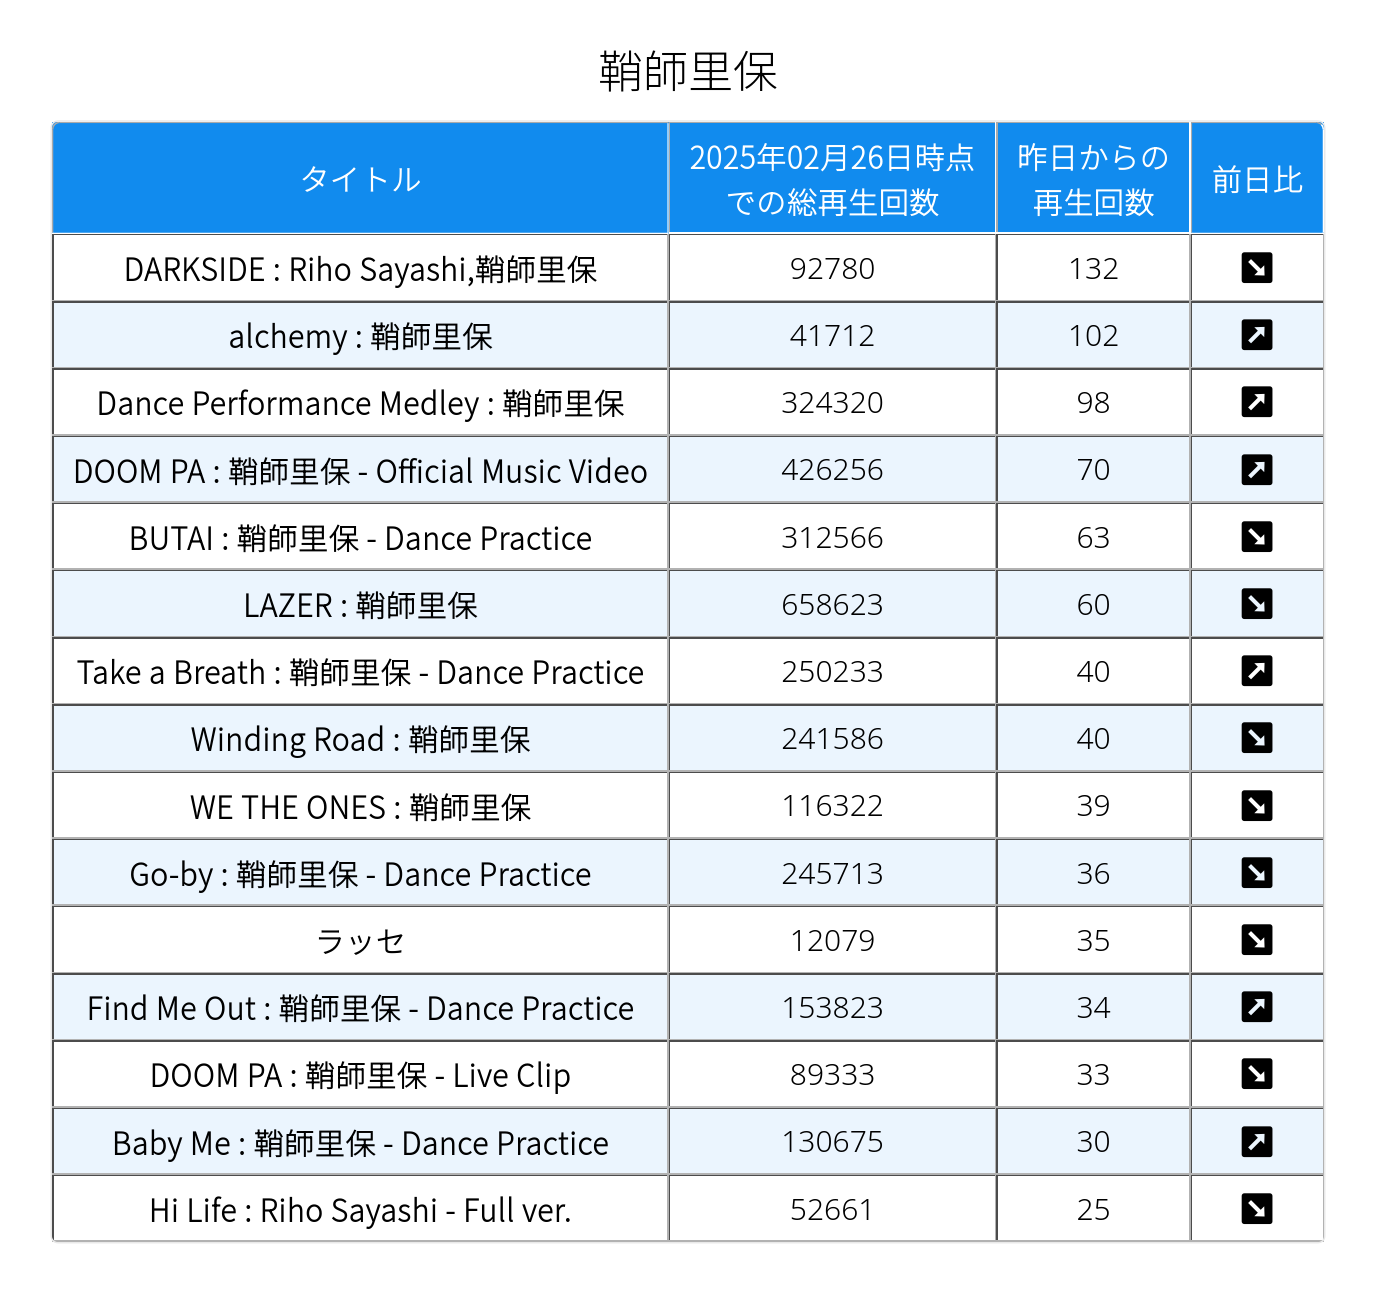 鞘師里保
タイトル
2025年02月26日時点
での総再生回数
昨日からの
再生回数
前日比
DARKSIDE : Riho Sayashi,鞘師里保 92780 132 ↘
alchemy : 鞘師里保 41712 102 ↗
Dance Performance Medley : 鞘師里保 324320 98 ↗
DOOM PA : 鞘師里保 - Official Music Video 426256 70 ↗
BUTAI : 鞘師里保 - Dance Practice 312566 63 ↘
LAZER : 鞘師里保 658623 60 ↘
Take a Breath : 鞘師里保 - Dance Practice 250233 40 ↗
Winding Road : 鞘師里保 241586 40 ↘
WE THE ONES : 鞘師里保 116322 39 ↘
Go-by : 鞘師里保 - Dance Practice 245713 36 ↘
ラッセ 12079 35 ↘
Find Me Out : 鞘師里保 - Dance Practice 153823 34 ↗
DOOM PA : 鞘師里保 - Live Clip 89333 33 ↘
Baby Me : 鞘師里保 - Dance Practice 130675 30 ↗
Hi Life : Riho Sayashi - Full ver. 52661 25 ↘